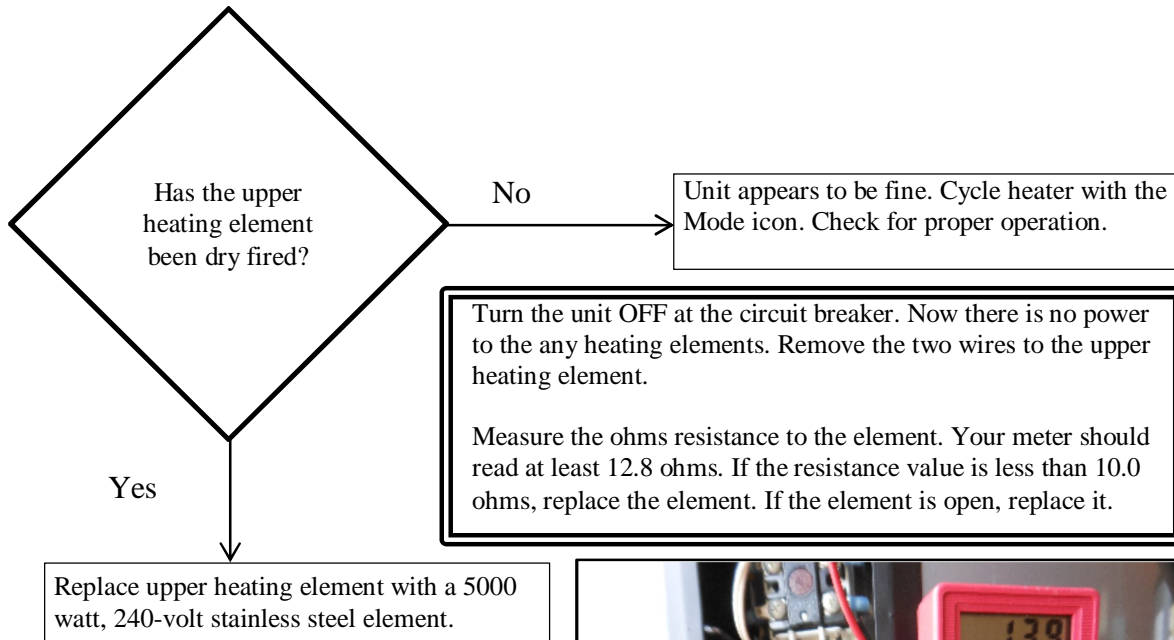 Has the upper
heating element
been dry fired?
No
Unit appears to be fine. Cycle heater with the
Mode icon. Check for proper operation.
Turn the unit OFF at the circuit breaker. Now there is no power
to the any heating elements. Remove the two wires to the upper
heating element.
Measure the ohms resistance to the element. Your meter should
read at least 12.8 ohms. If the resistance value is less than 10.0
ohms, replace the element. If the element is open, replace it.
Yes
Replace upper heating element with a 5000
watt, 240-volt stainless steel element.
13.9